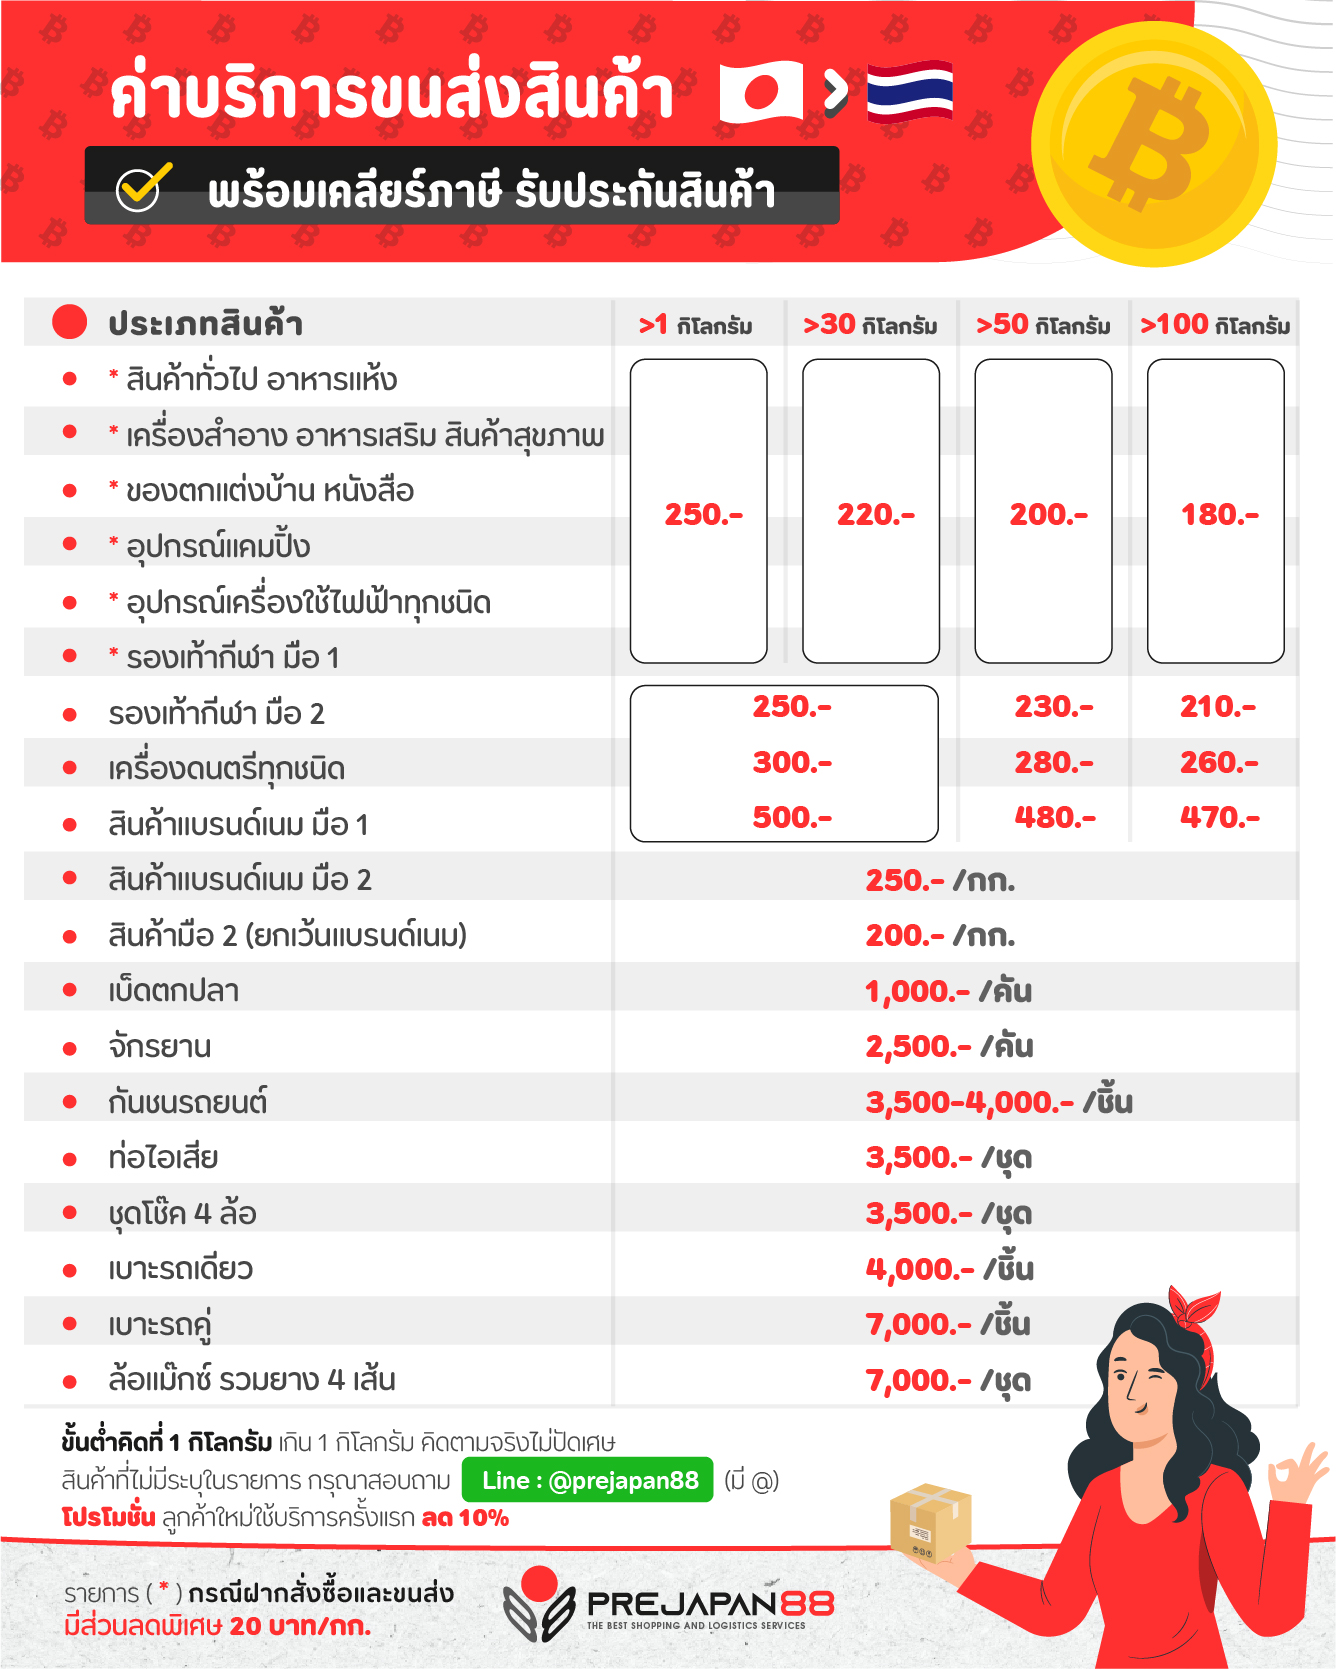 ค่าบริการขนส่งสินค้า
พร้อมเคลียร์ภาษี รับประกันสินค้า
ประเภทสินค้า >1 กิโลกรัม >30 กิโลกรัม >50 กิโลกรัม >100 กิโลกรัม
* สินค้าทั่วไป อาหารแห้ง
* เครื่องสำอาง อาหารเสริม สินค้าสุขภาพ
* ของตกแต่งบ้าน หนังสือ
250.- 220.- 200.- 180.-
* อุปกรณ์แคมปิ้ง
* อุปกรณ์เครื่องใช้ไฟฟ้าทุกชนิด
* รองเท้ากีฬา มือ 1
รองเท้ากีฬา มือ 2 250.- 230.- 210.-
เครื่องดนตรีทุกชนิด 300.- 280.- 260.-
สินค้าแบรนด์เนม มือ 1 500.- 480.- 470.-
สินค้าแบรนด์เนม มือ 2 250.- /กก.
สินค้ามือ 2 (ยกเว้นแบรนด์เนม) 200.- /กก.
เบ็ดตกปลา 1,000.- /คัน
จักรยาน 2,500.- /คัน
กันชนรถยนต์ 3,500-4,000.- /ชิ้น
ท่อไอเสีย 3,500.- /ชุด
ชุดโช๊ค 4 ล้อ 3,500.- /ชุด
เบาะรถเดียว 4,000.- /ชิ้น
เบาะรถคู่ 7,000.- /ชิ้น
ล้อแม๊กซ์ รวมยาง 4 เส้น 7,000.- /ชุด
ขั้นต่ำคิดที่ 1 กิโลกรัม เกิน 1 กิโลกรัม คิดตามจริงไม่ปัดเศษ
สินค้าที่ไม่มีระบุในรายการ กรุณาสอบถาม Line : @prejapan88 (มี @)
โปรโมชั่น ลูกค้าใหม่ใช้บริการครั้งแรก ลด 10%
รายการ ( * ) กรณีฝากสั่งซื้อและขนส่ง
มีส่วนลดพิเศษ 20 บาท/กก.
PREJAPAN88
THE BEST SHOPPING AND LOGISTICS SERVICES